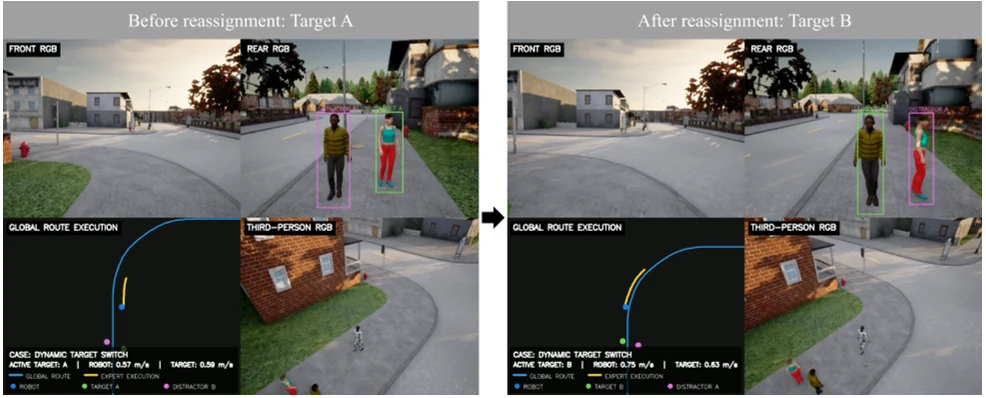 Before reassignment: Target A
FRONT RGB
REAR RGB
GLOBAL ROUTE EXECUTION
THIRD-PERSON RGB
CASE: DYNAMIC TARGET SWITCH
ACTIVE TARGET: A | ROBOT: 0.57 m/s | TARGET: 0.59 m/s
GLOBAL ROUTE EXPERT EXECUTION
ROBOT TARGET A DISTRACTOR B
After reassignment: Target B
FRONT RGB
REAR RGB
DISTRACTOR A
GLOBAL ROUTE EXECUTION
THIRD-PERSON RGB
CASE: DYNAMIC TARGET SWITCH
ACTIVE TARGET: B | ROBOT: 0.75 m/s | TARGET: 0.63 m/s
GLOBAL ROUTE EXPERT EXECUTION
ROBOT TARGET B DISTRACTOR A